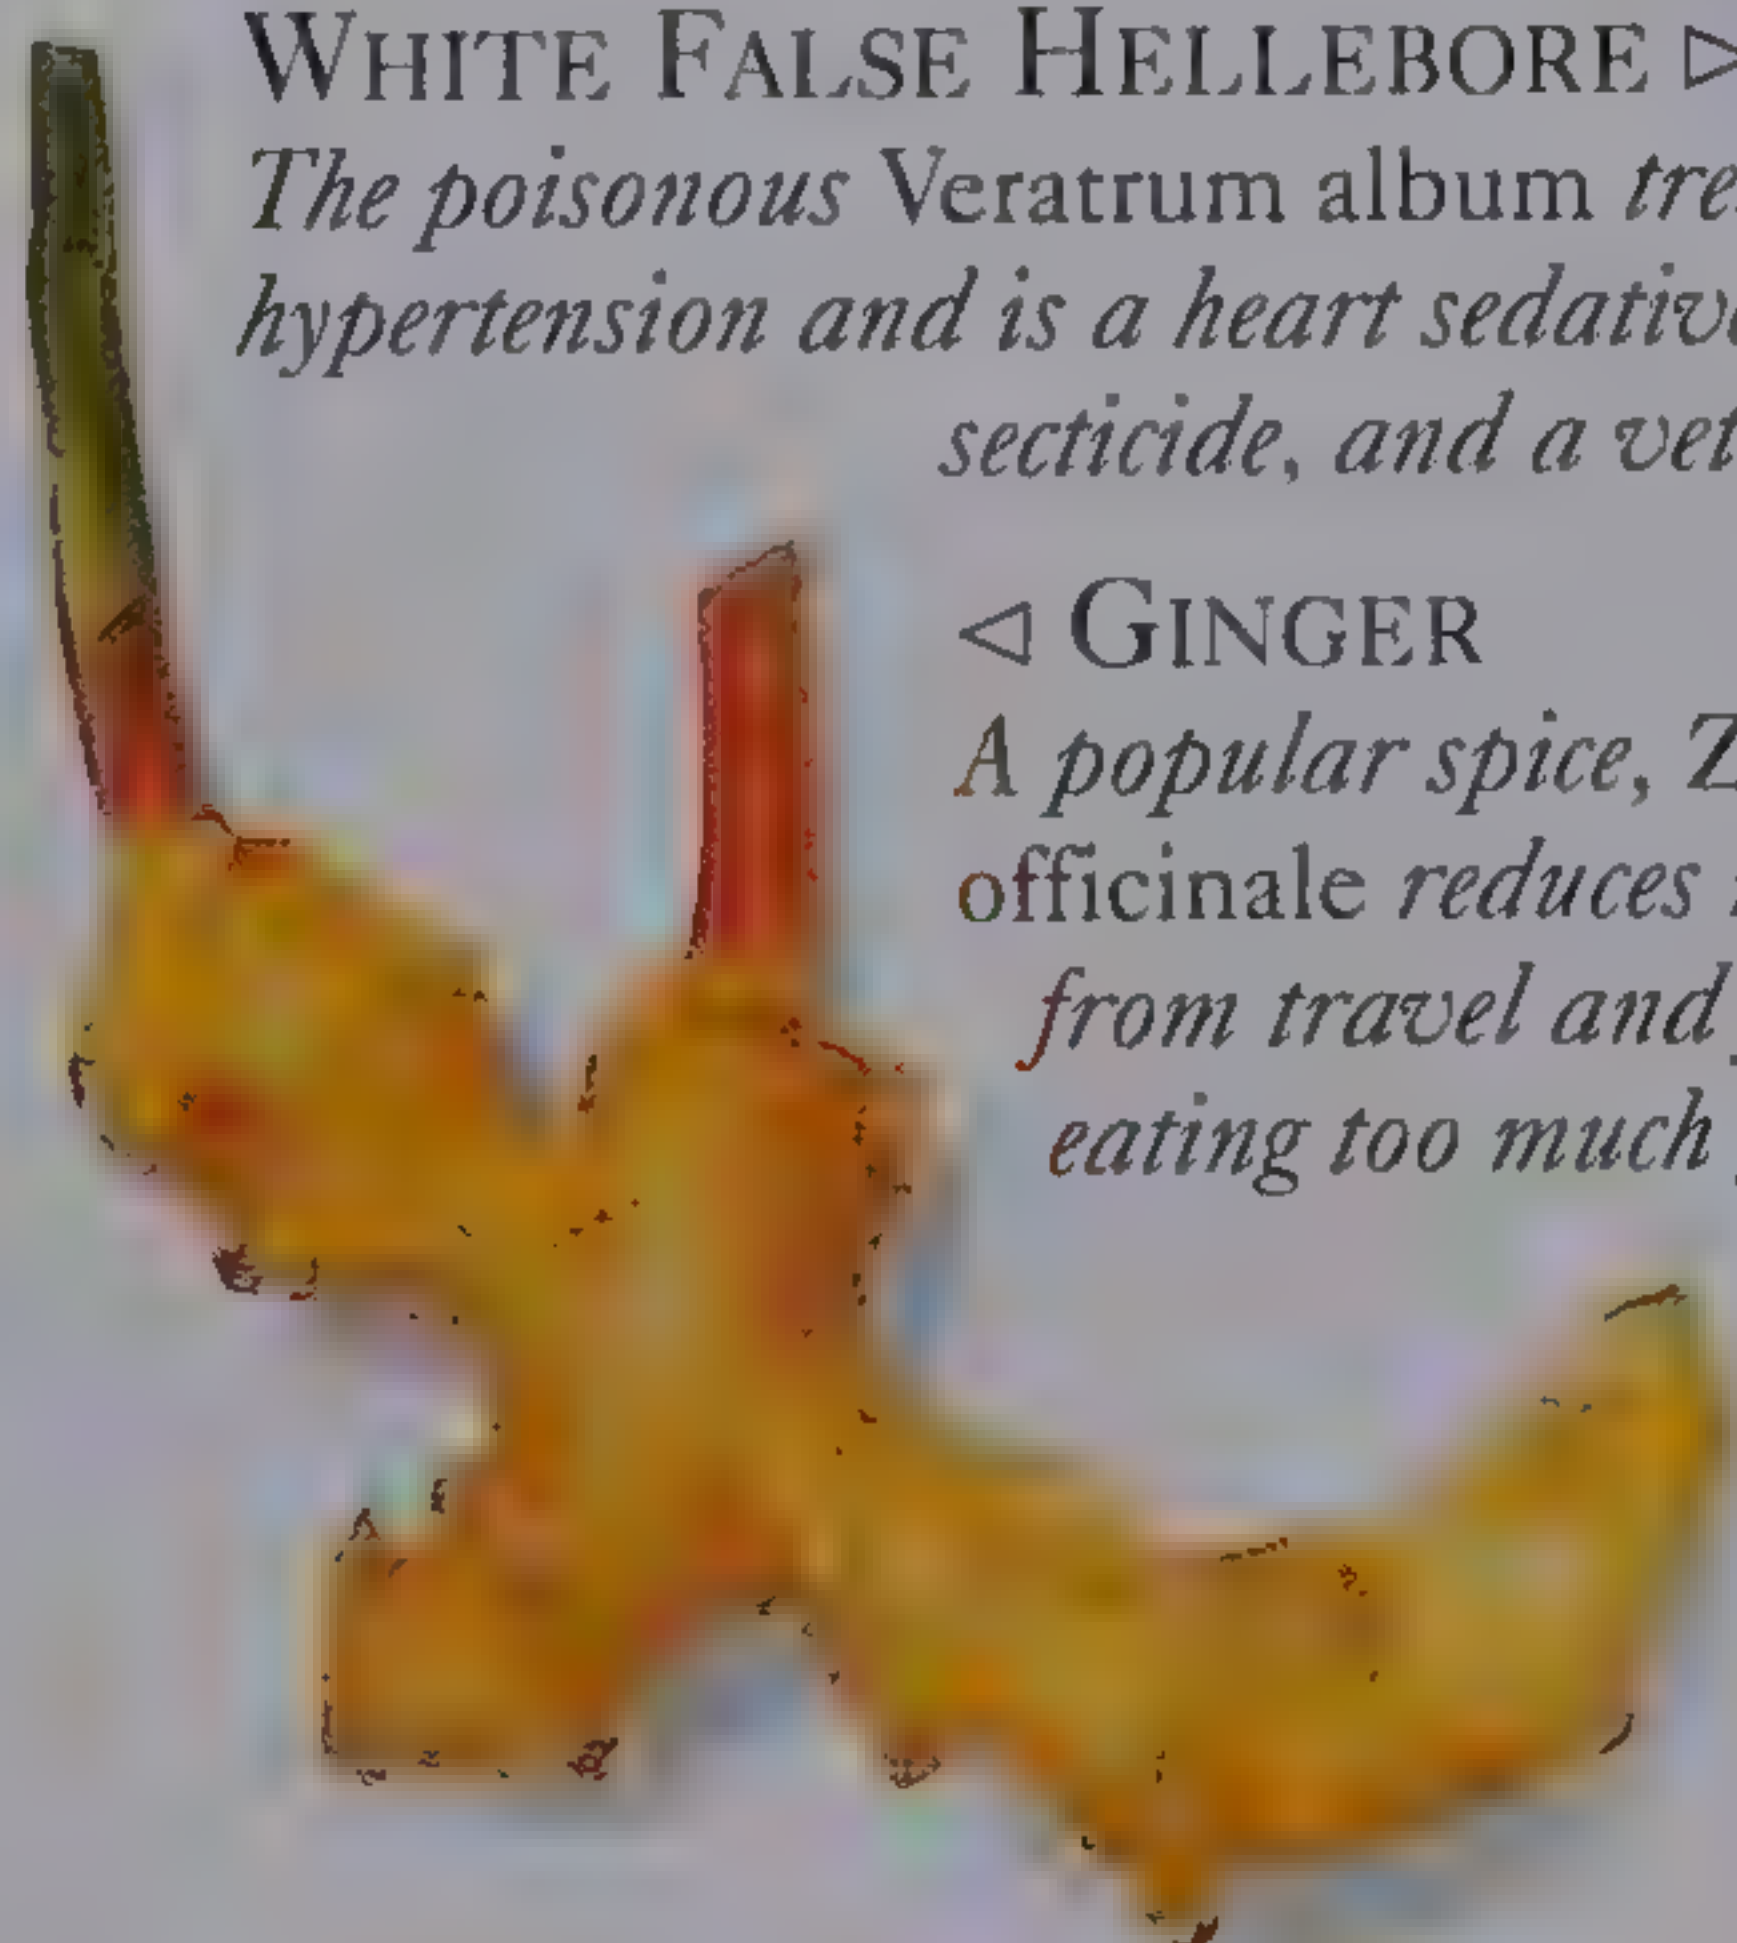 WHITE FALSE HELLEBORE ▷
The poisonous Veratrum album
hypertension and is a heart
secticide, and a
◁ GINGER
A popular spice,
officinale reduces
from travel and
eating too much